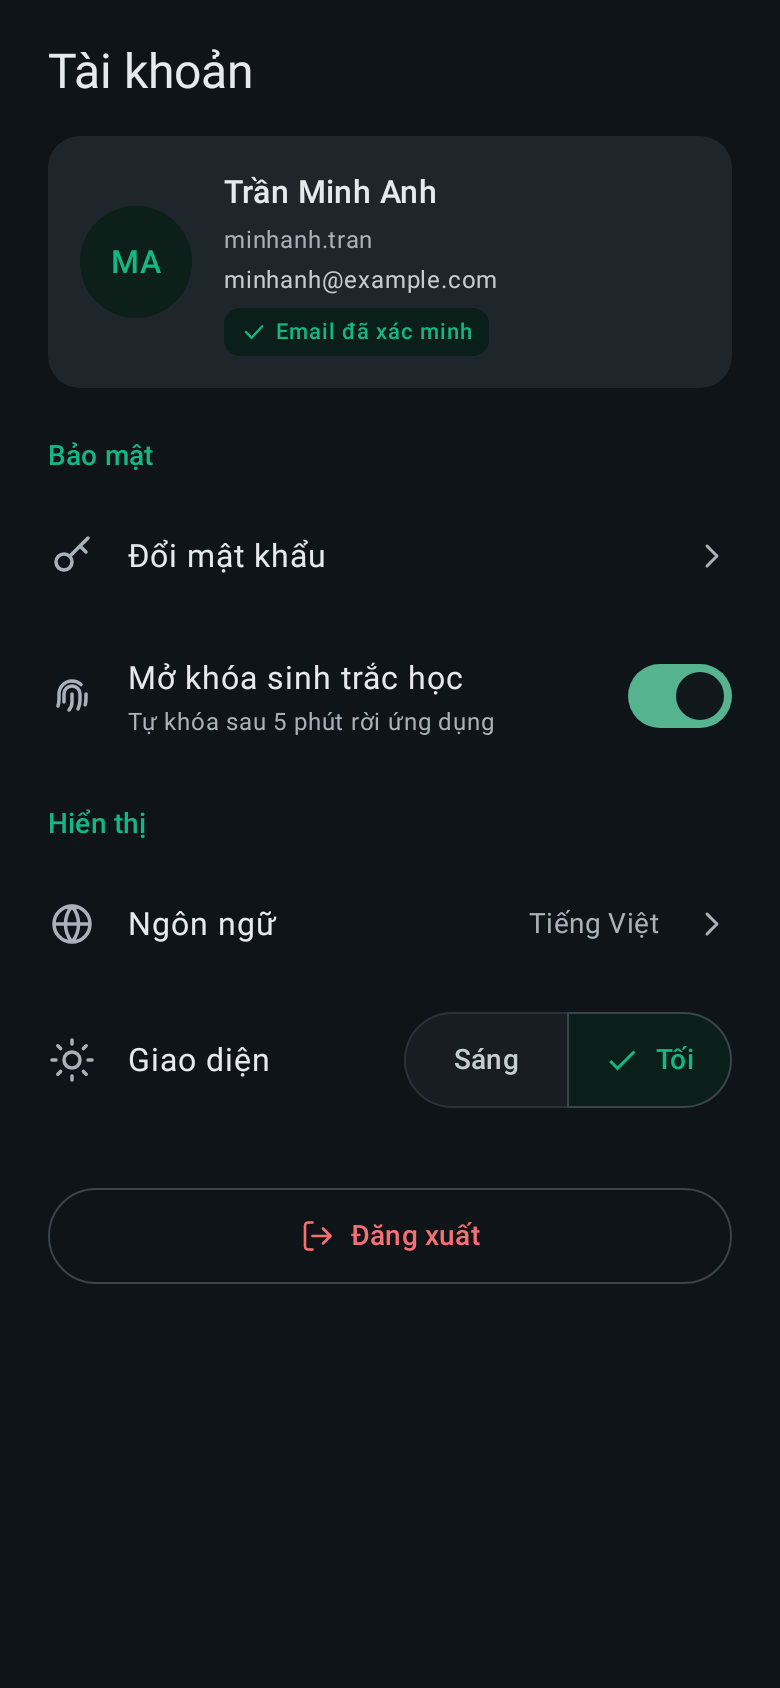 Tài khoản
MA
Trần Minh Anh
minhanh.tran
minhanh@example.com
Email đã xác minh
Bảo mật
Đổi mật khẩu
Mở khóa sinh trắc học
Tự khóa sau 5 phút rời ứng dụng
Hiển thị
Ngôn ngữ Tiếng Việt
Giao diện Sáng Tối
Đăng xuất